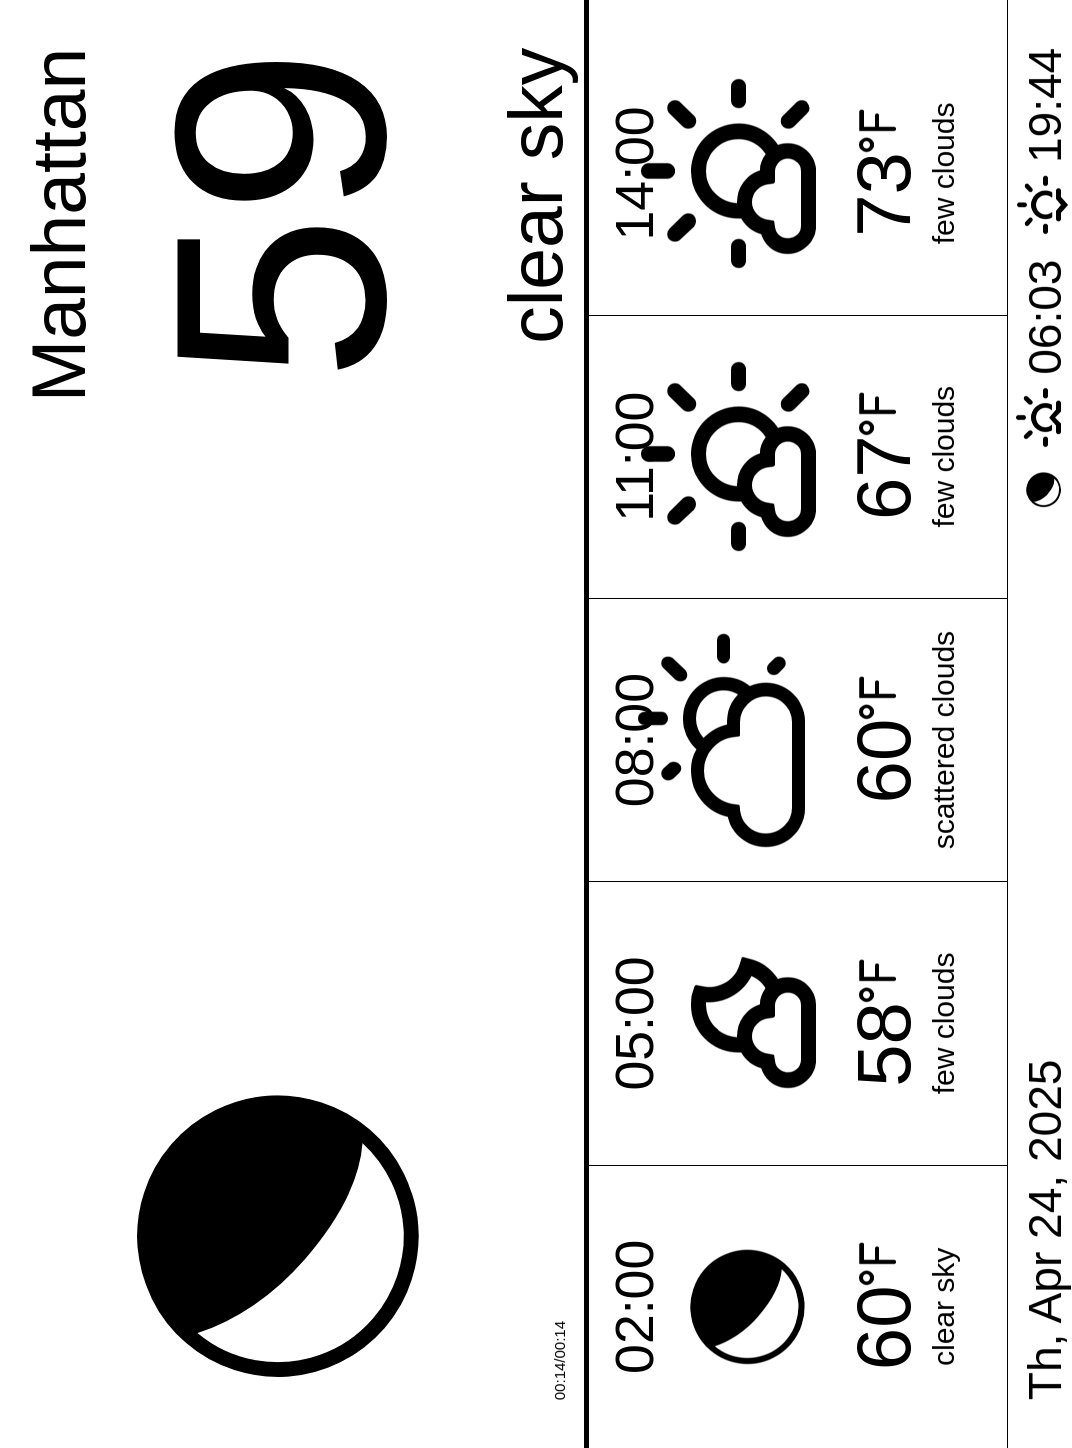 Manhattan
59
clear sky
00:14/00:14
02:00
60°F
clear sky
05:00
58°F
few clouds
08:00
60°F
scattered clouds
11:00
67°F
few clouds
14:00
73°F
few clouds
Th, Apr 24, 2025
06:03 19:44